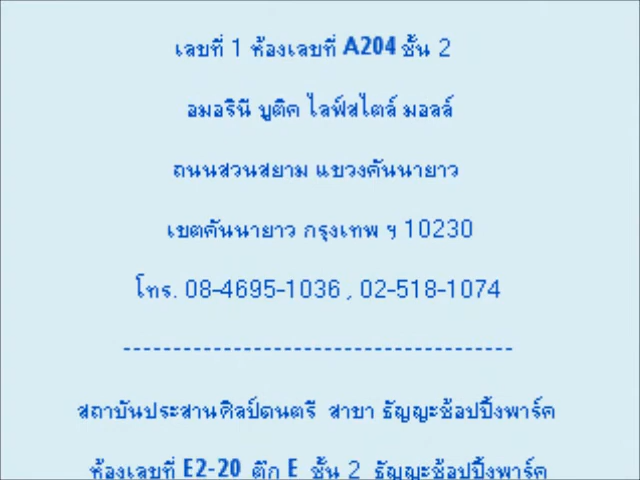 เลขที่ 1 ห้องเลขที่ A204 ชั้น 2
อมอรินี บูติค ไลฟ์สไตล์ มอลล์
ถนนสวนสยาม แขวงคันนายาว
เขตคันนายาว กรุงเทพ ฯ 10230
โทร. 08-4695-1036 , 02-518-1074
---------------------------------------
สถาบันประสานศิลป์ดนตรี สาขา ธัญญะช้อปปิ้งพาร์ค
ห้องเลขที่ E2-20 ตึก E ชั้น 2 ธัญญะช้อปปิ้งพาร์ค